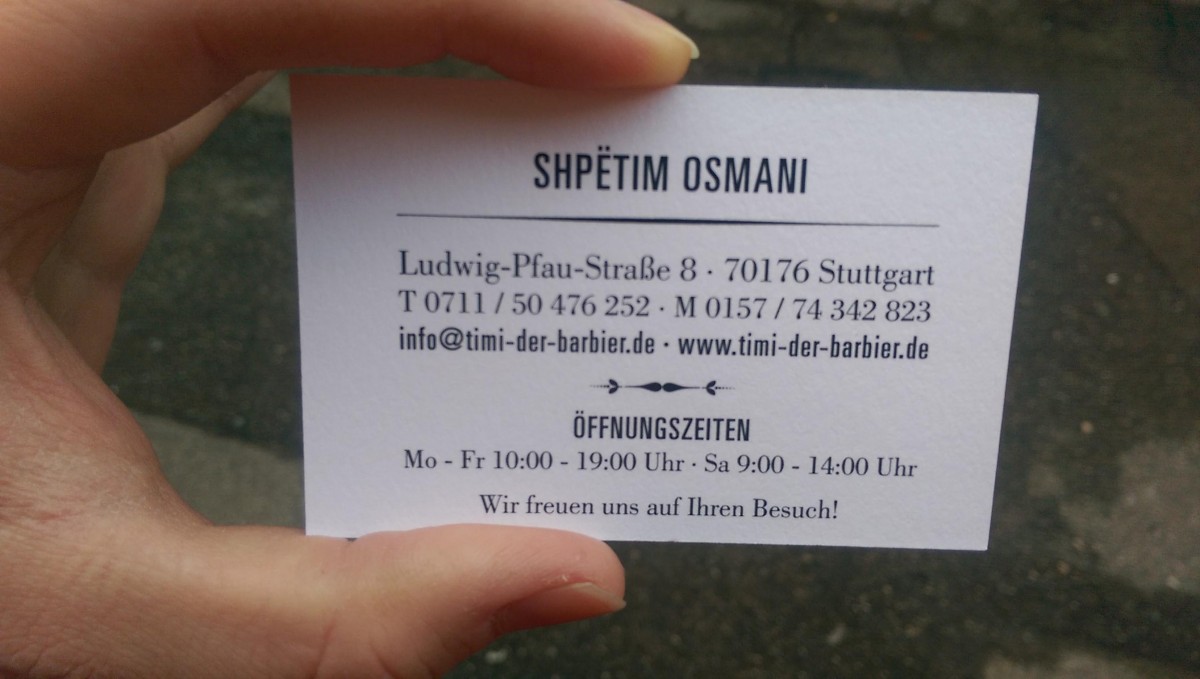 SHPËTIM OSMANI
Ludwig-Pfau-Straße 8 · 70176 Stuttgart
T 0711 / 50 476 252 · M 0157 / 74 342 823
info@timi-der-barbier.de · www.timi-der-barbier.de
ÖFFNUNGSZEITEN
Mo - Fr 10:00 - 19:00 Uhr · Sa 9:00 - 14:00 Uhr
Wir freuen uns auf Ihren Besuch!